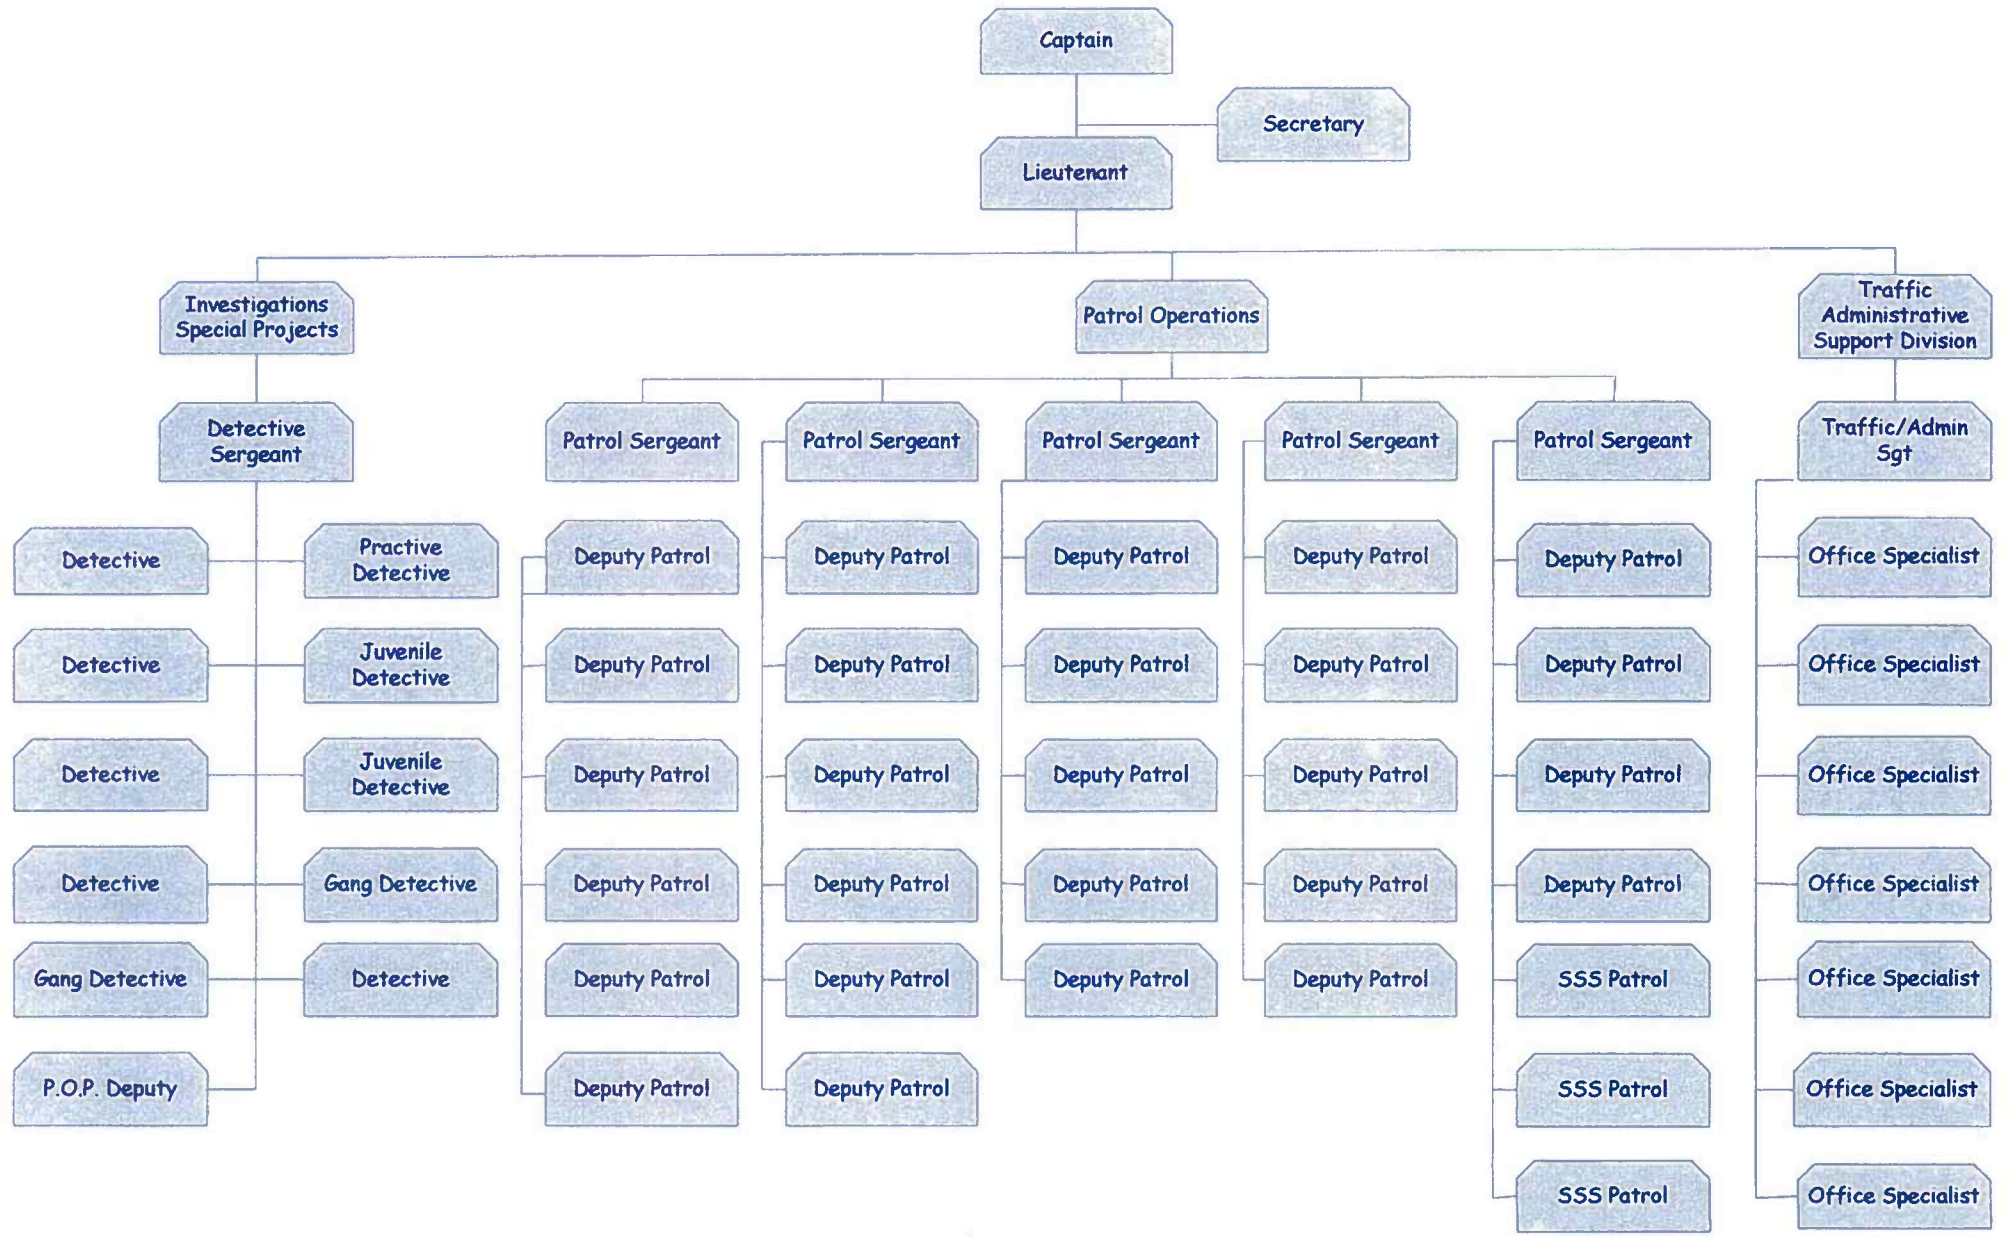 Captain
Secretary
Lieutenant
Investigations
Special Projects
Patrol Operations
Traffic
Administrative
Support Division
Detective
Sergeant
Patrol Sergeant
Patrol Sergeant
Patrol Sergeant
Patrol Sergeant
Patrol Sergeant
Traffic/Admin
Sgt
Detective
Practive
Detective
Deputy Patrol
Deputy Patrol
Deputy Patrol
Deputy Patrol
Deputy Patrol
Office Specialist
Detective
Juvenile
Detective
Deputy Patrol
Deputy Patrol
Deputy Patrol
Deputy Patrol
Deputy Patrol
Office Specialist
Detective
Juvenile
Detective
Deputy Patrol
Deputy Patrol
Deputy Patrol
Deputy Patrol
Deputy Patrol
Office Specialist
Detective
Gang Detective
Deputy Patrol
Deputy Patrol
Deputy Patrol
Deputy Patrol
Deputy Patrol
Office Specialist
Gang Detective
Detective
Deputy Patrol
Deputy Patrol
Deputy Patrol
Deputy Patrol
SSS Patrol
Office Specialist
P.O.P. Deputy
Deputy Patrol
Deputy Patrol
SSS Patrol
Office Specialist
SSS Patrol
Office Specialist